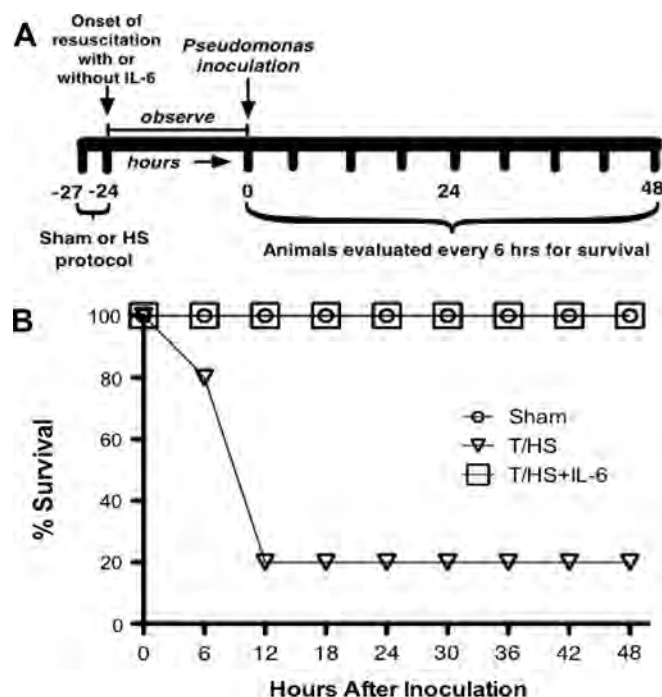 A
Onset of
resuscitation
with or
without IL-6
Pseudomonas
inoculation
observe
hours
-27 -24 0 24 48
Sham or HS
protocol
Animals evaluated every 6 hrs for survival
B
% Survival
100
80
60
40
20
0
Sham
T/HS
T/HS+IL-6
0 6 12 18 24 30 36 42 48
Hours After Inoculation